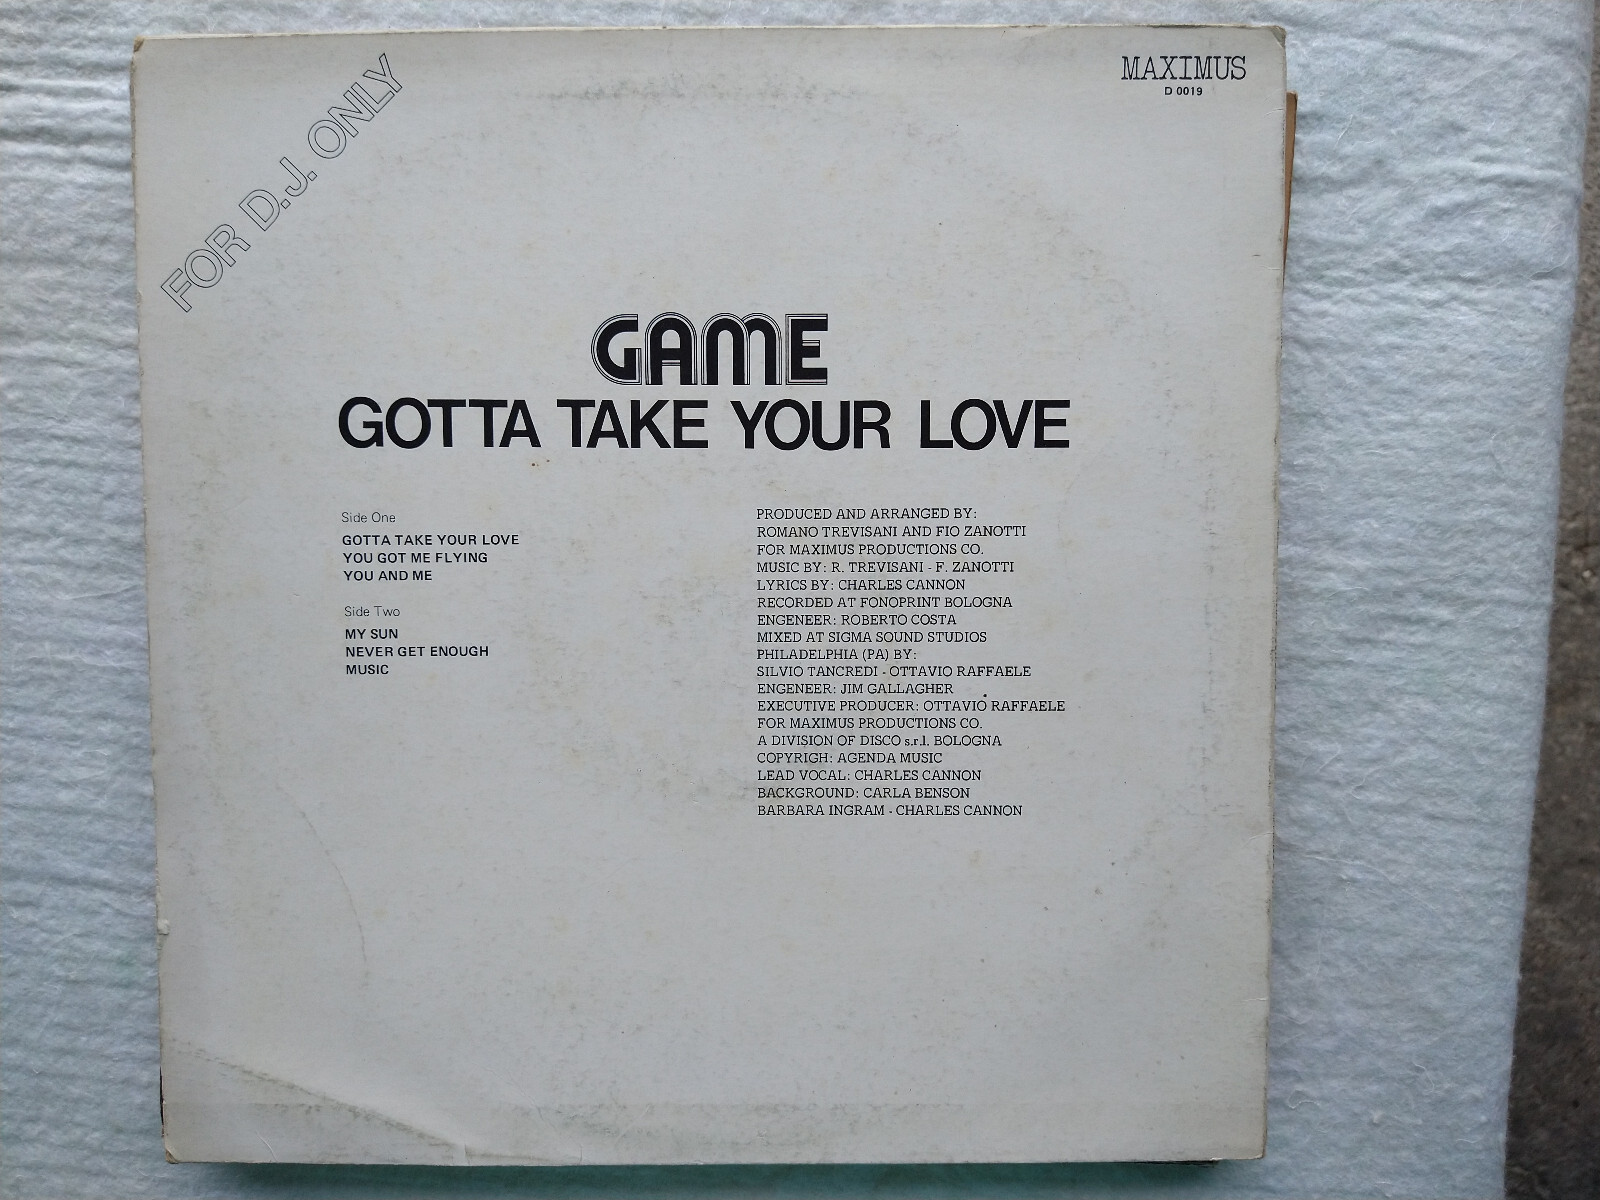 FOR D.J. ONLY
MAXIMUS
D 0019
GAME
GOTTA TAKE YOUR LOVE
Side One
GOTTA TAKE YOUR LOVE
YOU GOT ME FLYING
YOU AND ME
Side Two
MY SUN
NEVER GET ENOUGH
MUSIC
PRODUCED AND ARRANGED BY:
ROMANO TREVISANI AND FIO ZANOTTI
FOR MAXIMUS PRODUCTIONS CO.
MUSIC BY: R. TREVISANI - F. ZANOTTI
LYRICS BY: CHARLES CANNON
RECORDED AT FONOPRINT BOLOGNA
ENGENEER: ROBERTO COSTA
MIXED AT SIGMA SOUND STUDIOS
PHILADELPHIA (PA) BY:
SILVIO TANCREDI - OTTAVIO RAFFAELE
ENGENEER: JIM GALLAGHER
EXECUTIVE PRODUCER: OTTAVIO RAFFAELE
FOR MAXIMUS PRODUCTIONS CO.
A DIVISION OF DISCO s.r.l. BOLOGNA
COPYRIGH: AGENDA MUSIC
LEAD VOCAL: CHARLES CANNON
BACKGROUND: CARLA BENSON
BARBARA INGRAM - CHARLES CANNON